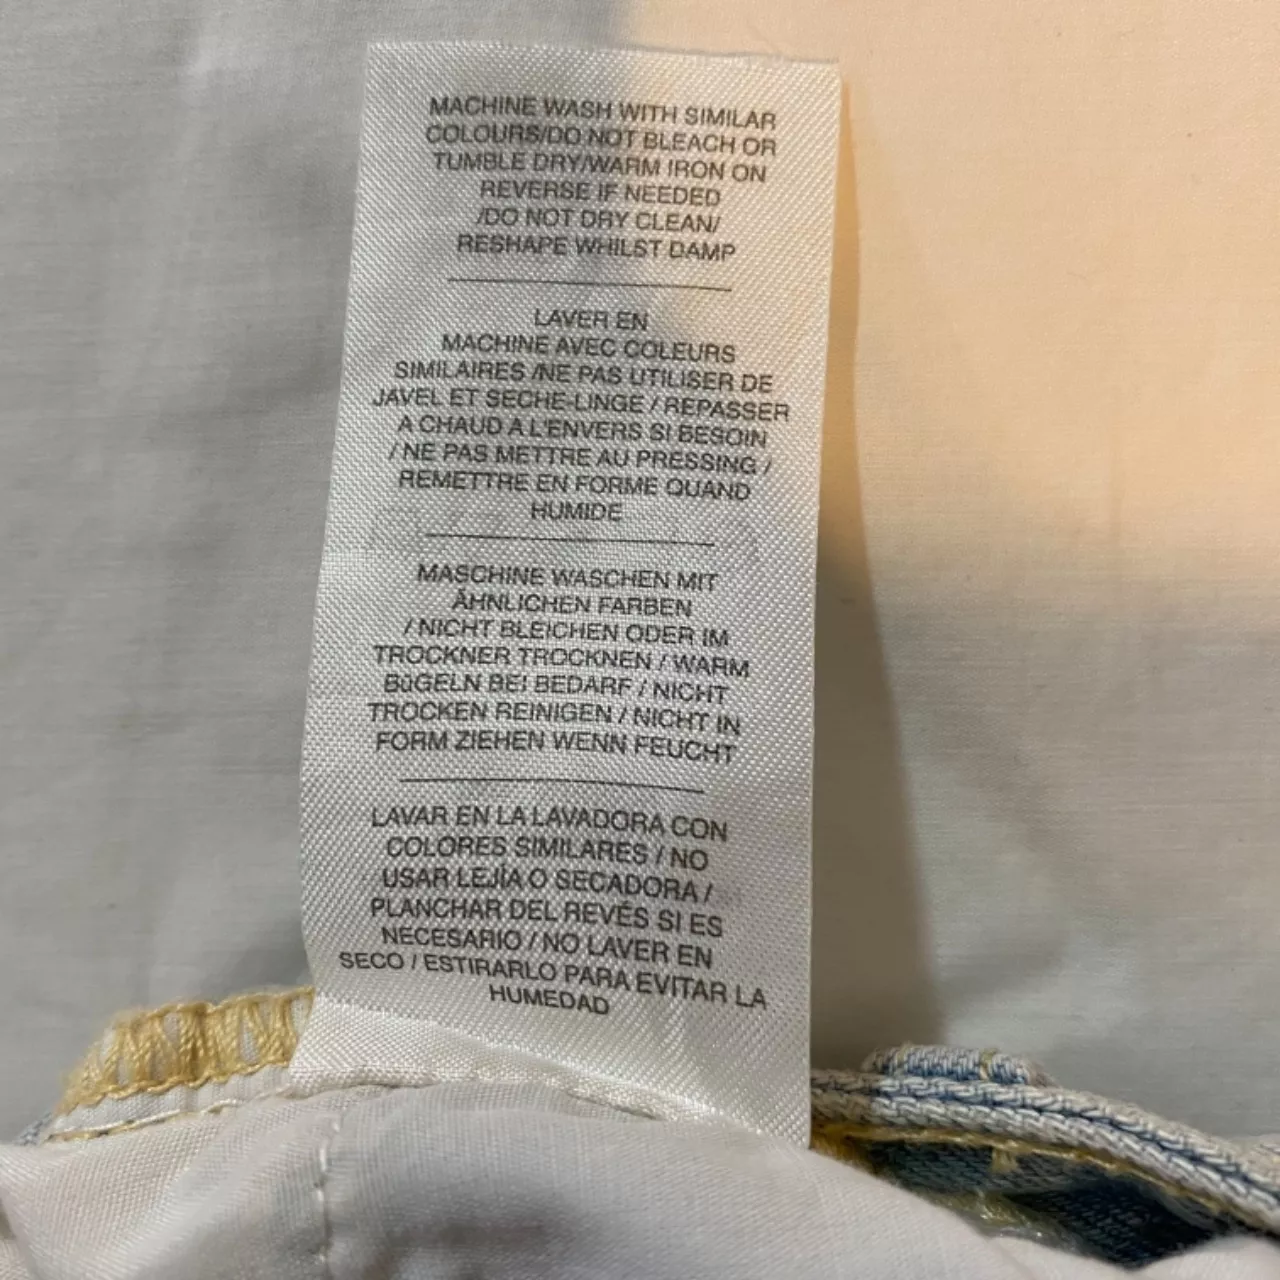 MACHINE WASH WITH SIMILAR
COLOURS/DO NOT BLEACH OR
TUMBLE DRY/WARM IRON ON
REVERSE IF NEEDED
/DO NOT DRY CLEAN/
RESHAPE WHILST DAMP
LAVER EN
MACHINE AVEC COLEURS
SIMILAIRES /NE PAS UTILISER DE
JAVEL ET SECHE-LINGE / REPASSER
A CHAUD A L'ENVERS SI BESOIN
/ NE PAS METTRE AU PRESSING /
REMETTRE EN FORME QUAND
HUMIDE
MASCHINE WASCHEN MIT
ÄHNLICHEN FARBEN
/ NICHT BLEICHEN ODER IM
TROCKNER TROCKNEN / WARM
BüGELN BEI BEDARF / NICHT
TROCKEN REINIGEN / NICHT IN
FORM ZIEHEN WENN FEUCHT
LAVAR EN LA LAVADORA CON
COLORES SIMILARES / NO
USAR LEJÍA O SECADORA /
PLANCHAR DEL REVÉS SI ES
NECESARIO / NO LAVER EN
SECO / ESTIRARLO PARA EVITAR LA
HUMEDAD